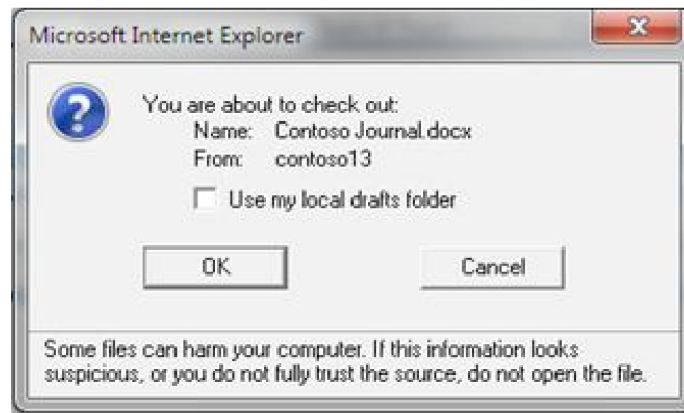 Microsoft Internet Explorer
You are about to check out:
Name: Contoso Journal.docx
From: contoso13
Use my local drafts folder
OK Cancel
Some files can harm your computer. If this information looks
suspicious, or you do not fully trust the source, do not open the file.